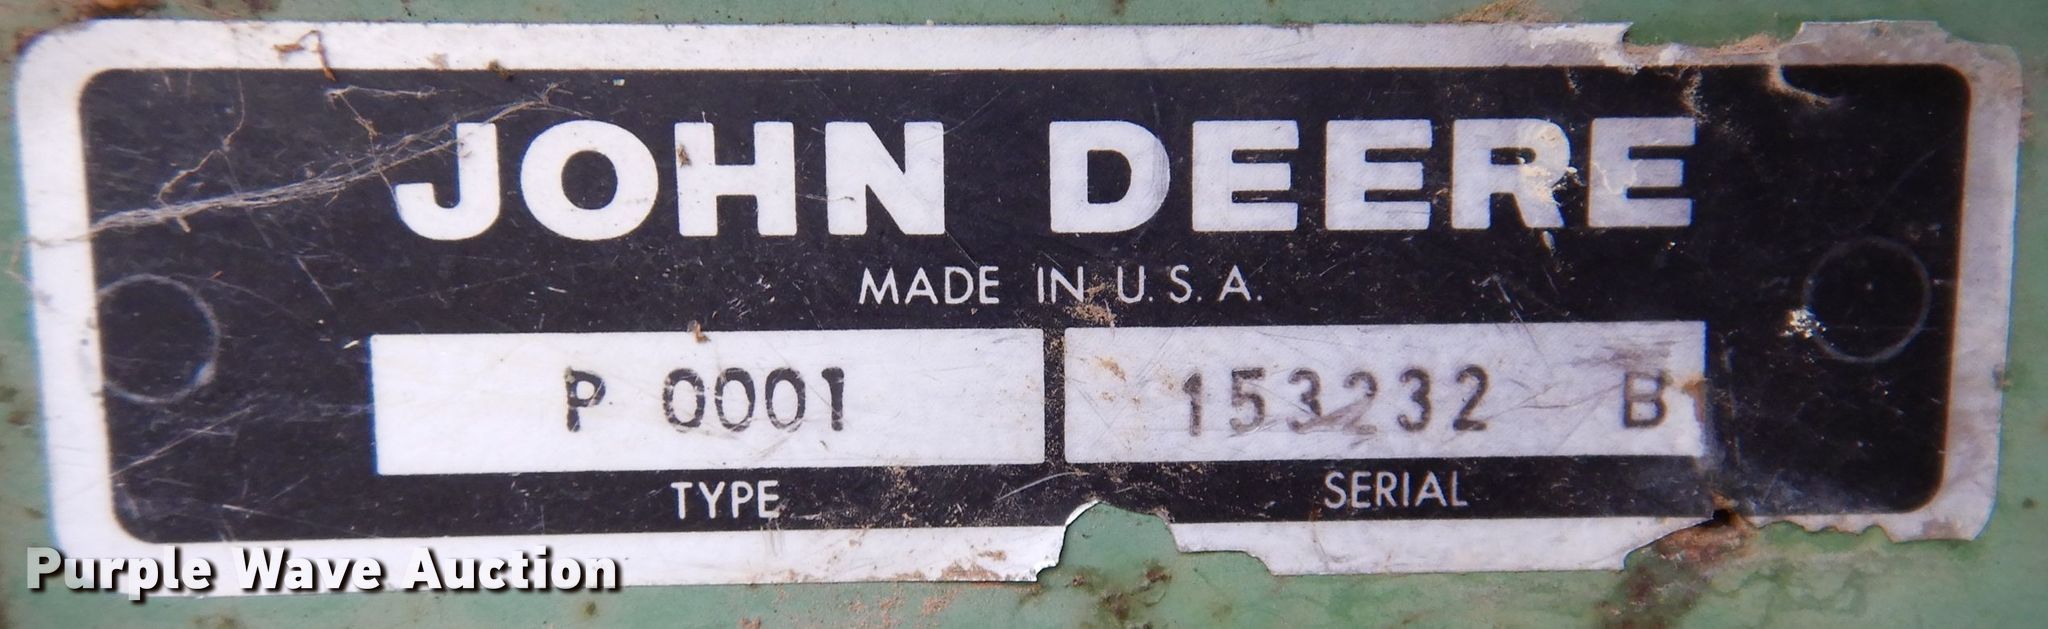 JOHN DEERE
MADE IN U.S.A.
P 0001 153232 B
TYPE SERIAL
Purple Wave Auction